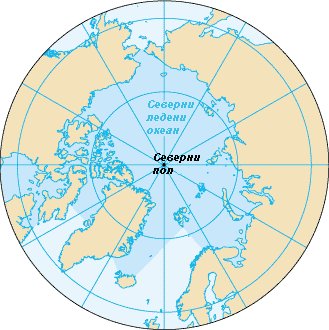 Северни
ледени
океан
Северни
пол